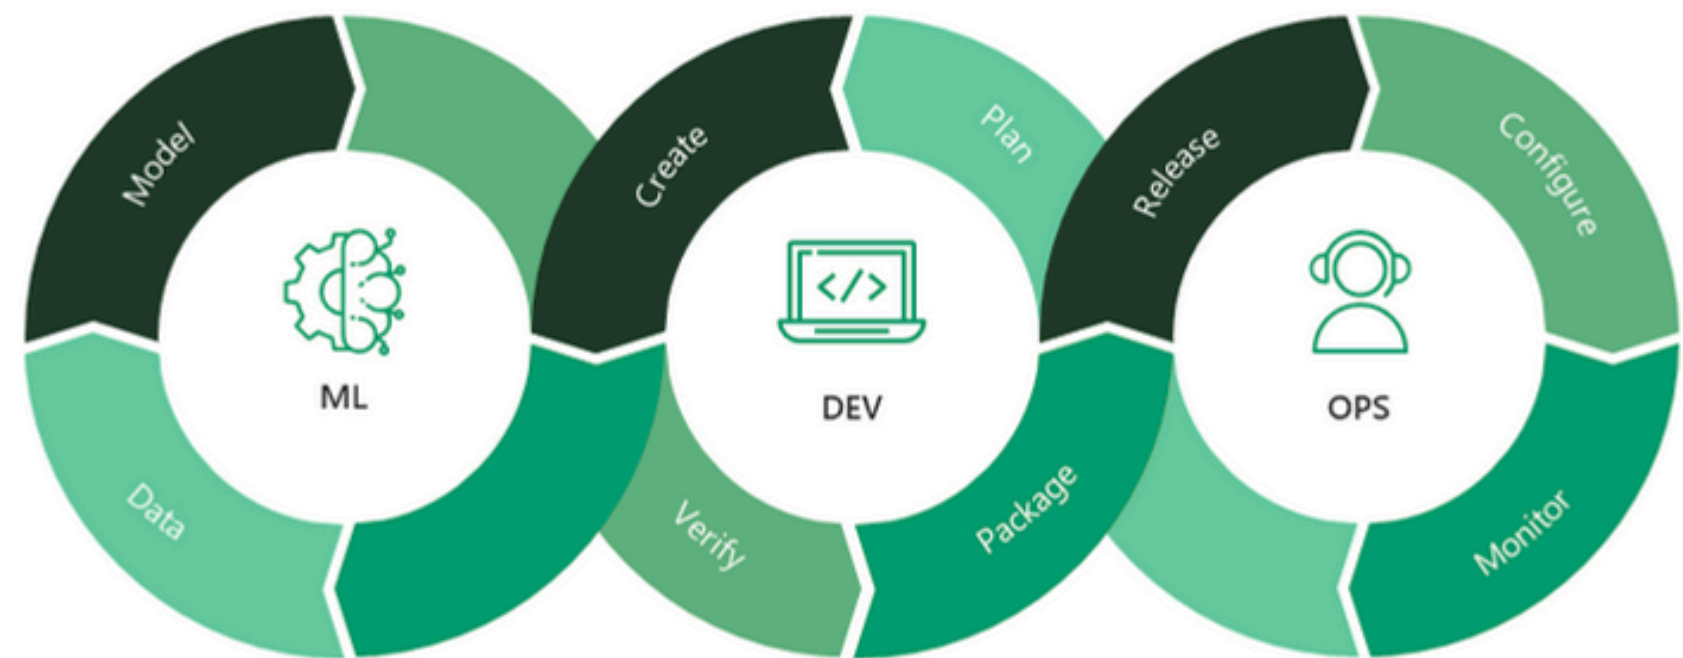 Model
Data
ML
Create
Plan
Verify
Package
DEV
</>
Release
Configure
Monitor
OPS